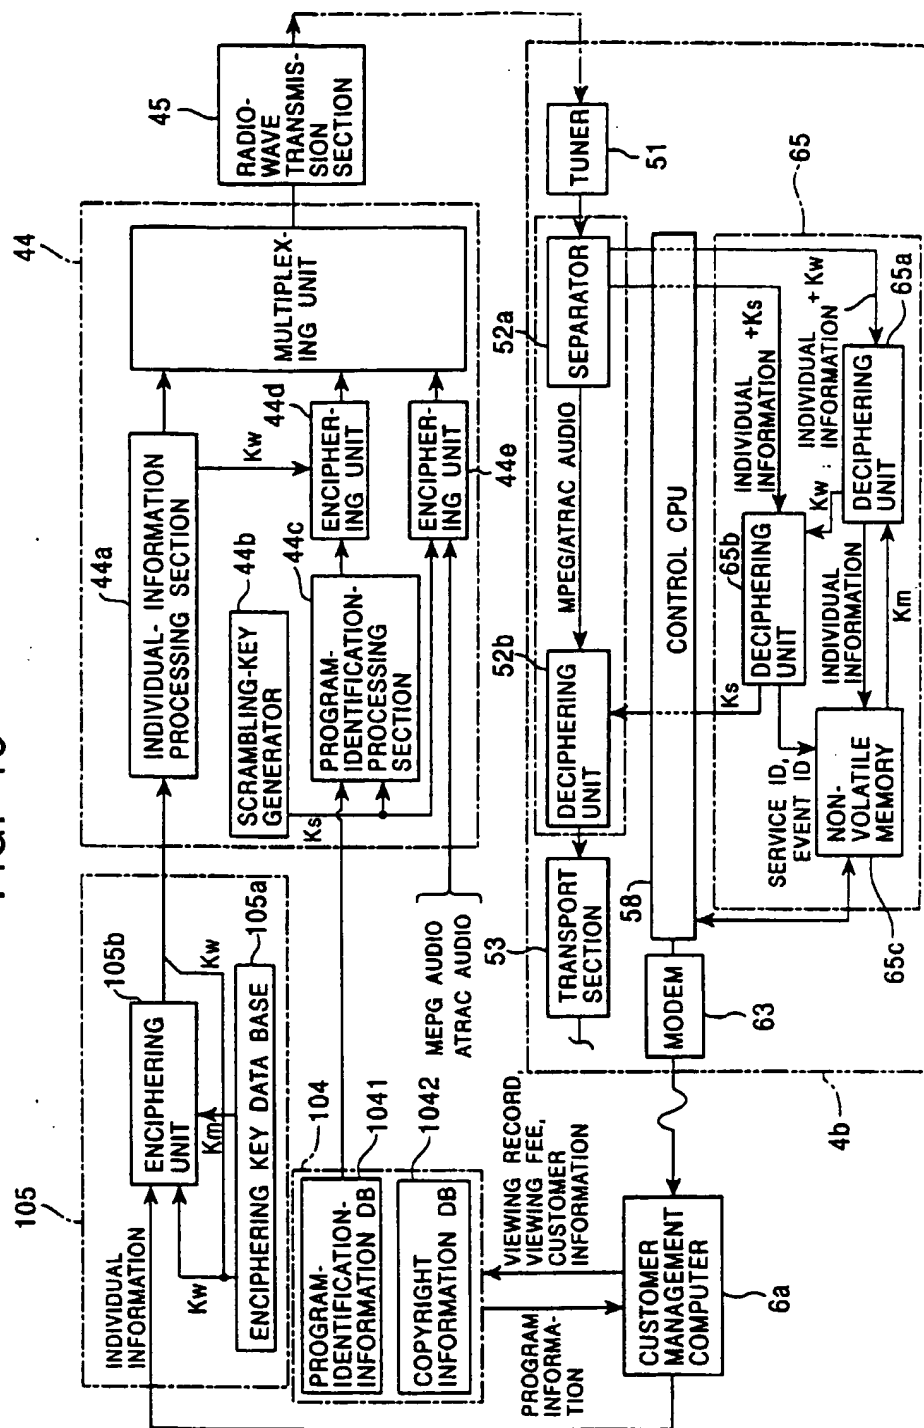 105
105b
INDIVIDUAL
INFORMATION
ENCIPHERING
UNIT
Kw
Km
Kw
ENCIPHERING KEY DATA BASE
105a
44
44a
INDIVIDUAL-INFORMATION
PROCESSING SECTION
SCRAMBLING-KEY
GENERATOR
44b
Ks
44c
PROGRAM-
IDENTIFICATION-
PROCESSING
SECTION
Kw
44d
ENCIPHER-
ING UNIT
ENCIPHER-
ING UNIT
44e
MULTIPLEX-
ING UNIT
45
RADIO-
WAVE
TRANSMIS-
SION
SECTION
MEPG AUDIO
ATRAC AUDIO
104
PROGRAM-
IDENTIFICATION-
INFORMATION DB
1041
COPYRIGHT
INFORMATION DB
1042
PROGRAM
INFORMA-
TION
VIEWING RECORD
VIEWING FEE,
CUSTOMER
INFORMATION
CUSTOMER
MANAGEMENT
COMPUTER
6a
53
TRANSPORT
SECTION
52b
DECIPHERING
UNIT
MPEG/ATRAC AUDIO
52a
SEPARATOR
TUNER
51
58
MODEM
63
CONTROL CPU
Ks
65
SERVICE ID,
EVENT ID
65b
DECIPHERING
UNIT
INDIVIDUAL
INFORMATION
+Ks
Kw
INDIVIDUAL
INFORMATION
+Kw
65a
NON-
VOLATILE
MEMORY
65c
INDIVIDUAL
INFORMATION
Km
DECIPHERING
UNIT
4b